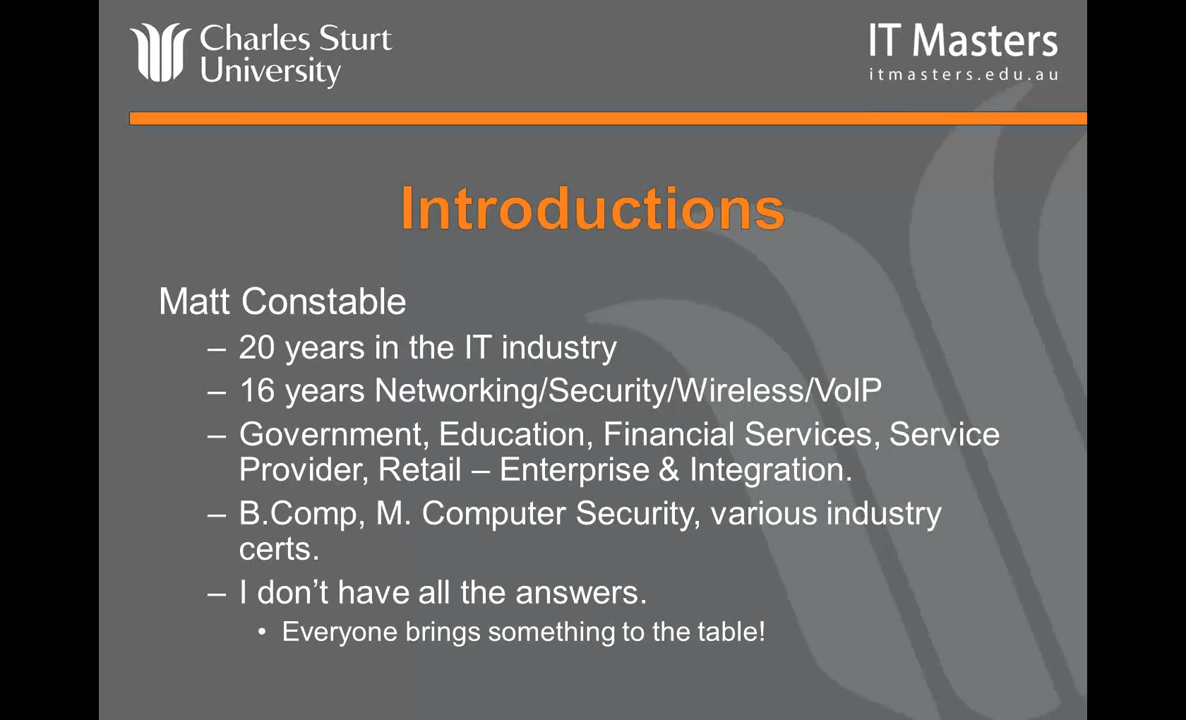 Charles Sturt
University
IT Masters
itmasters.edu.au
Introductions
Matt Constable
– 20 years in the IT industry
– 16 years Networking/Security/Wireless/VoIP
– Government, Education, Financial Services, Service
Provider, Retail – Enterprise & Integration.
– B.Comp, M. Computer Security, various industry
certs.
– I don’t have all the answers.
• Everyone brings something to the table!